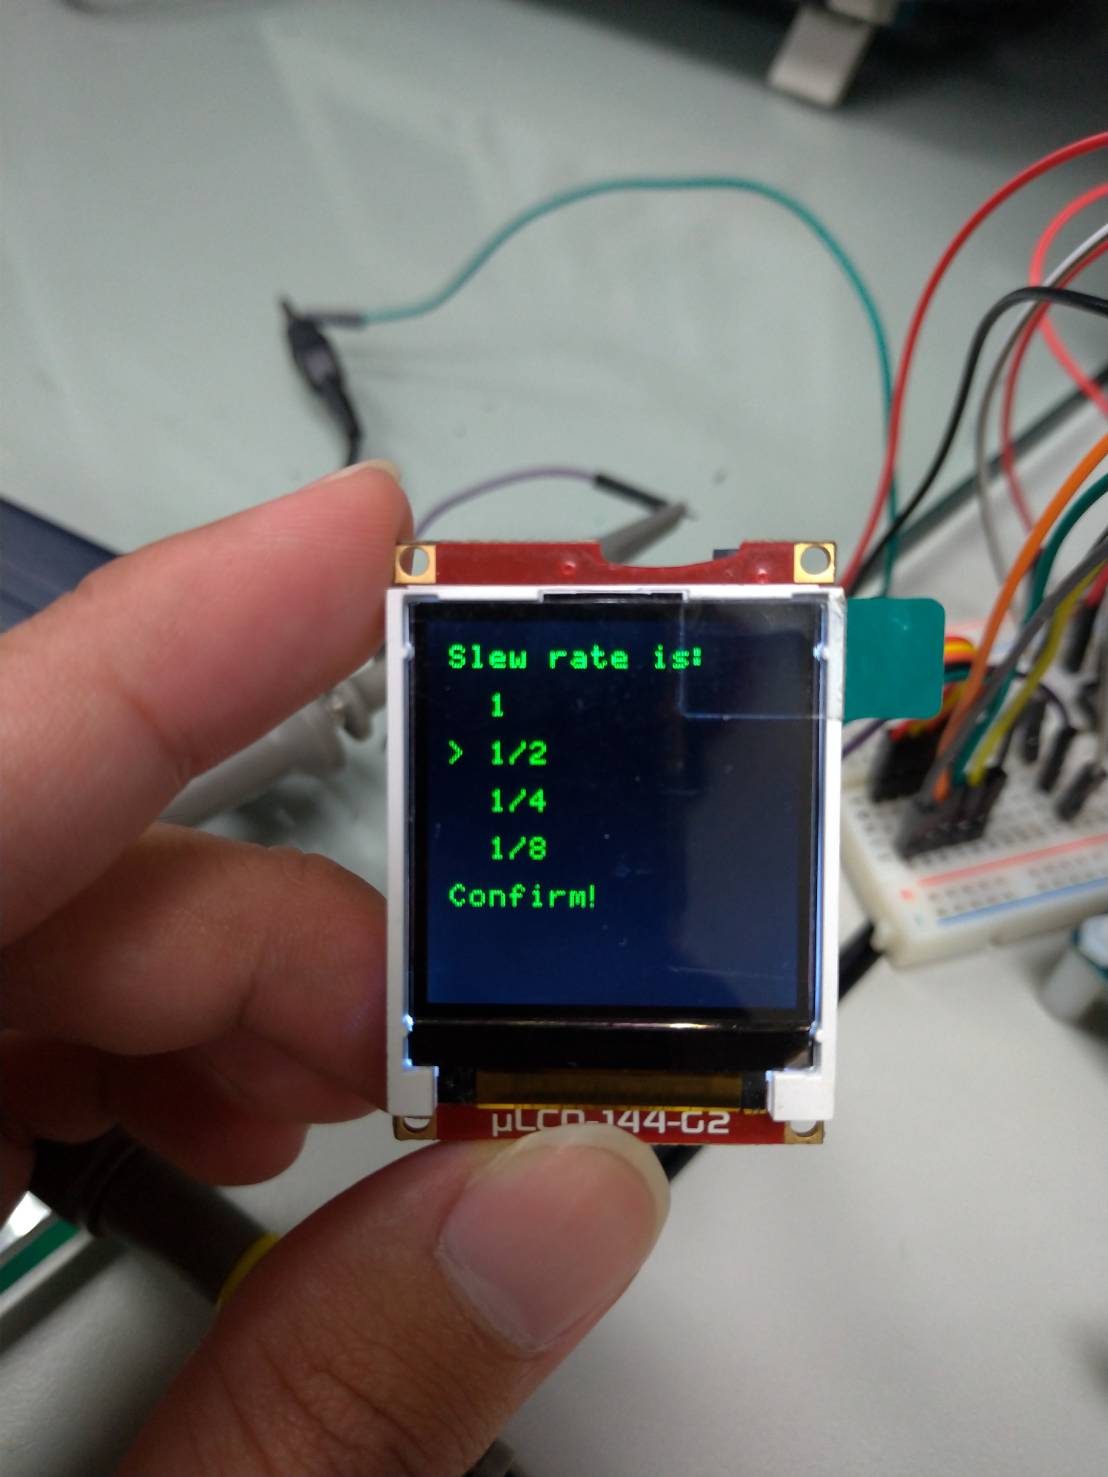 Slew rate is:
1
> 1/2
1/4
1/8
Confirm!
µLCD-144-G2